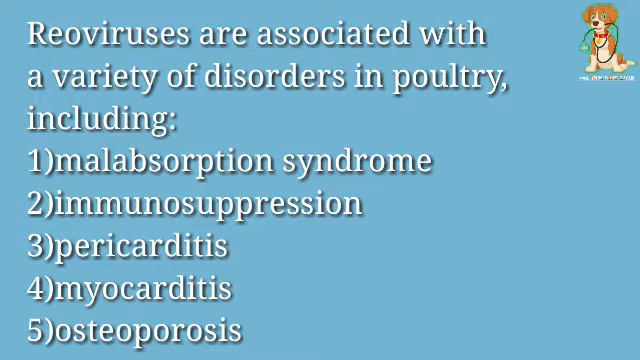 Reoviruses are associated with
a variety of disorders in poultry,
including:
1)malabsorption syndrome
2)immunosuppression
3)pericarditis
4)myocarditis
5)osteoporosis